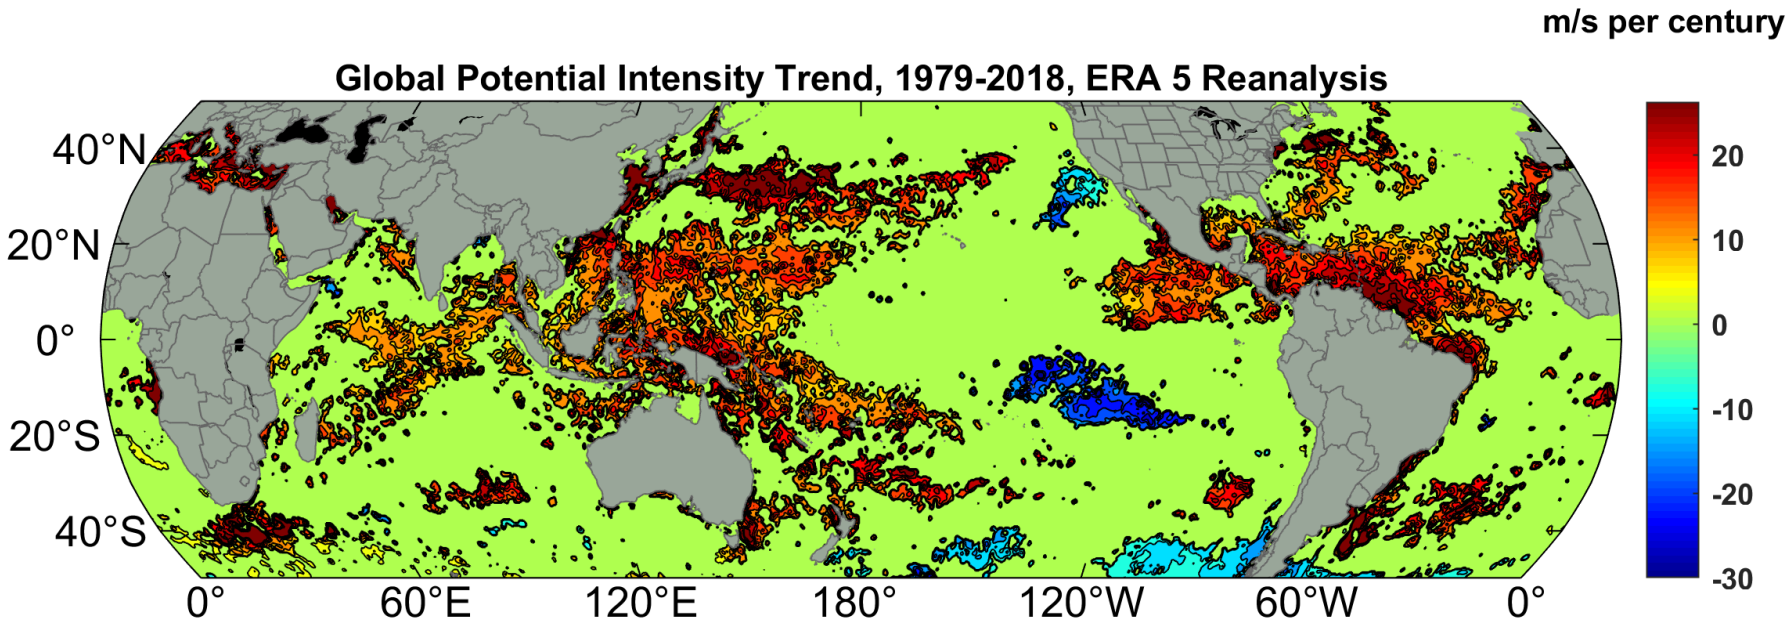 m/s per century
Global Potential Intensity Trend, 1979-2018, ERA 5 Reanalysis
40°N
20°N
0°
20°S
40°S
0°
60°E
120°E
180°
120°W
60°W
0°
20
10
0
-10
-20
-30